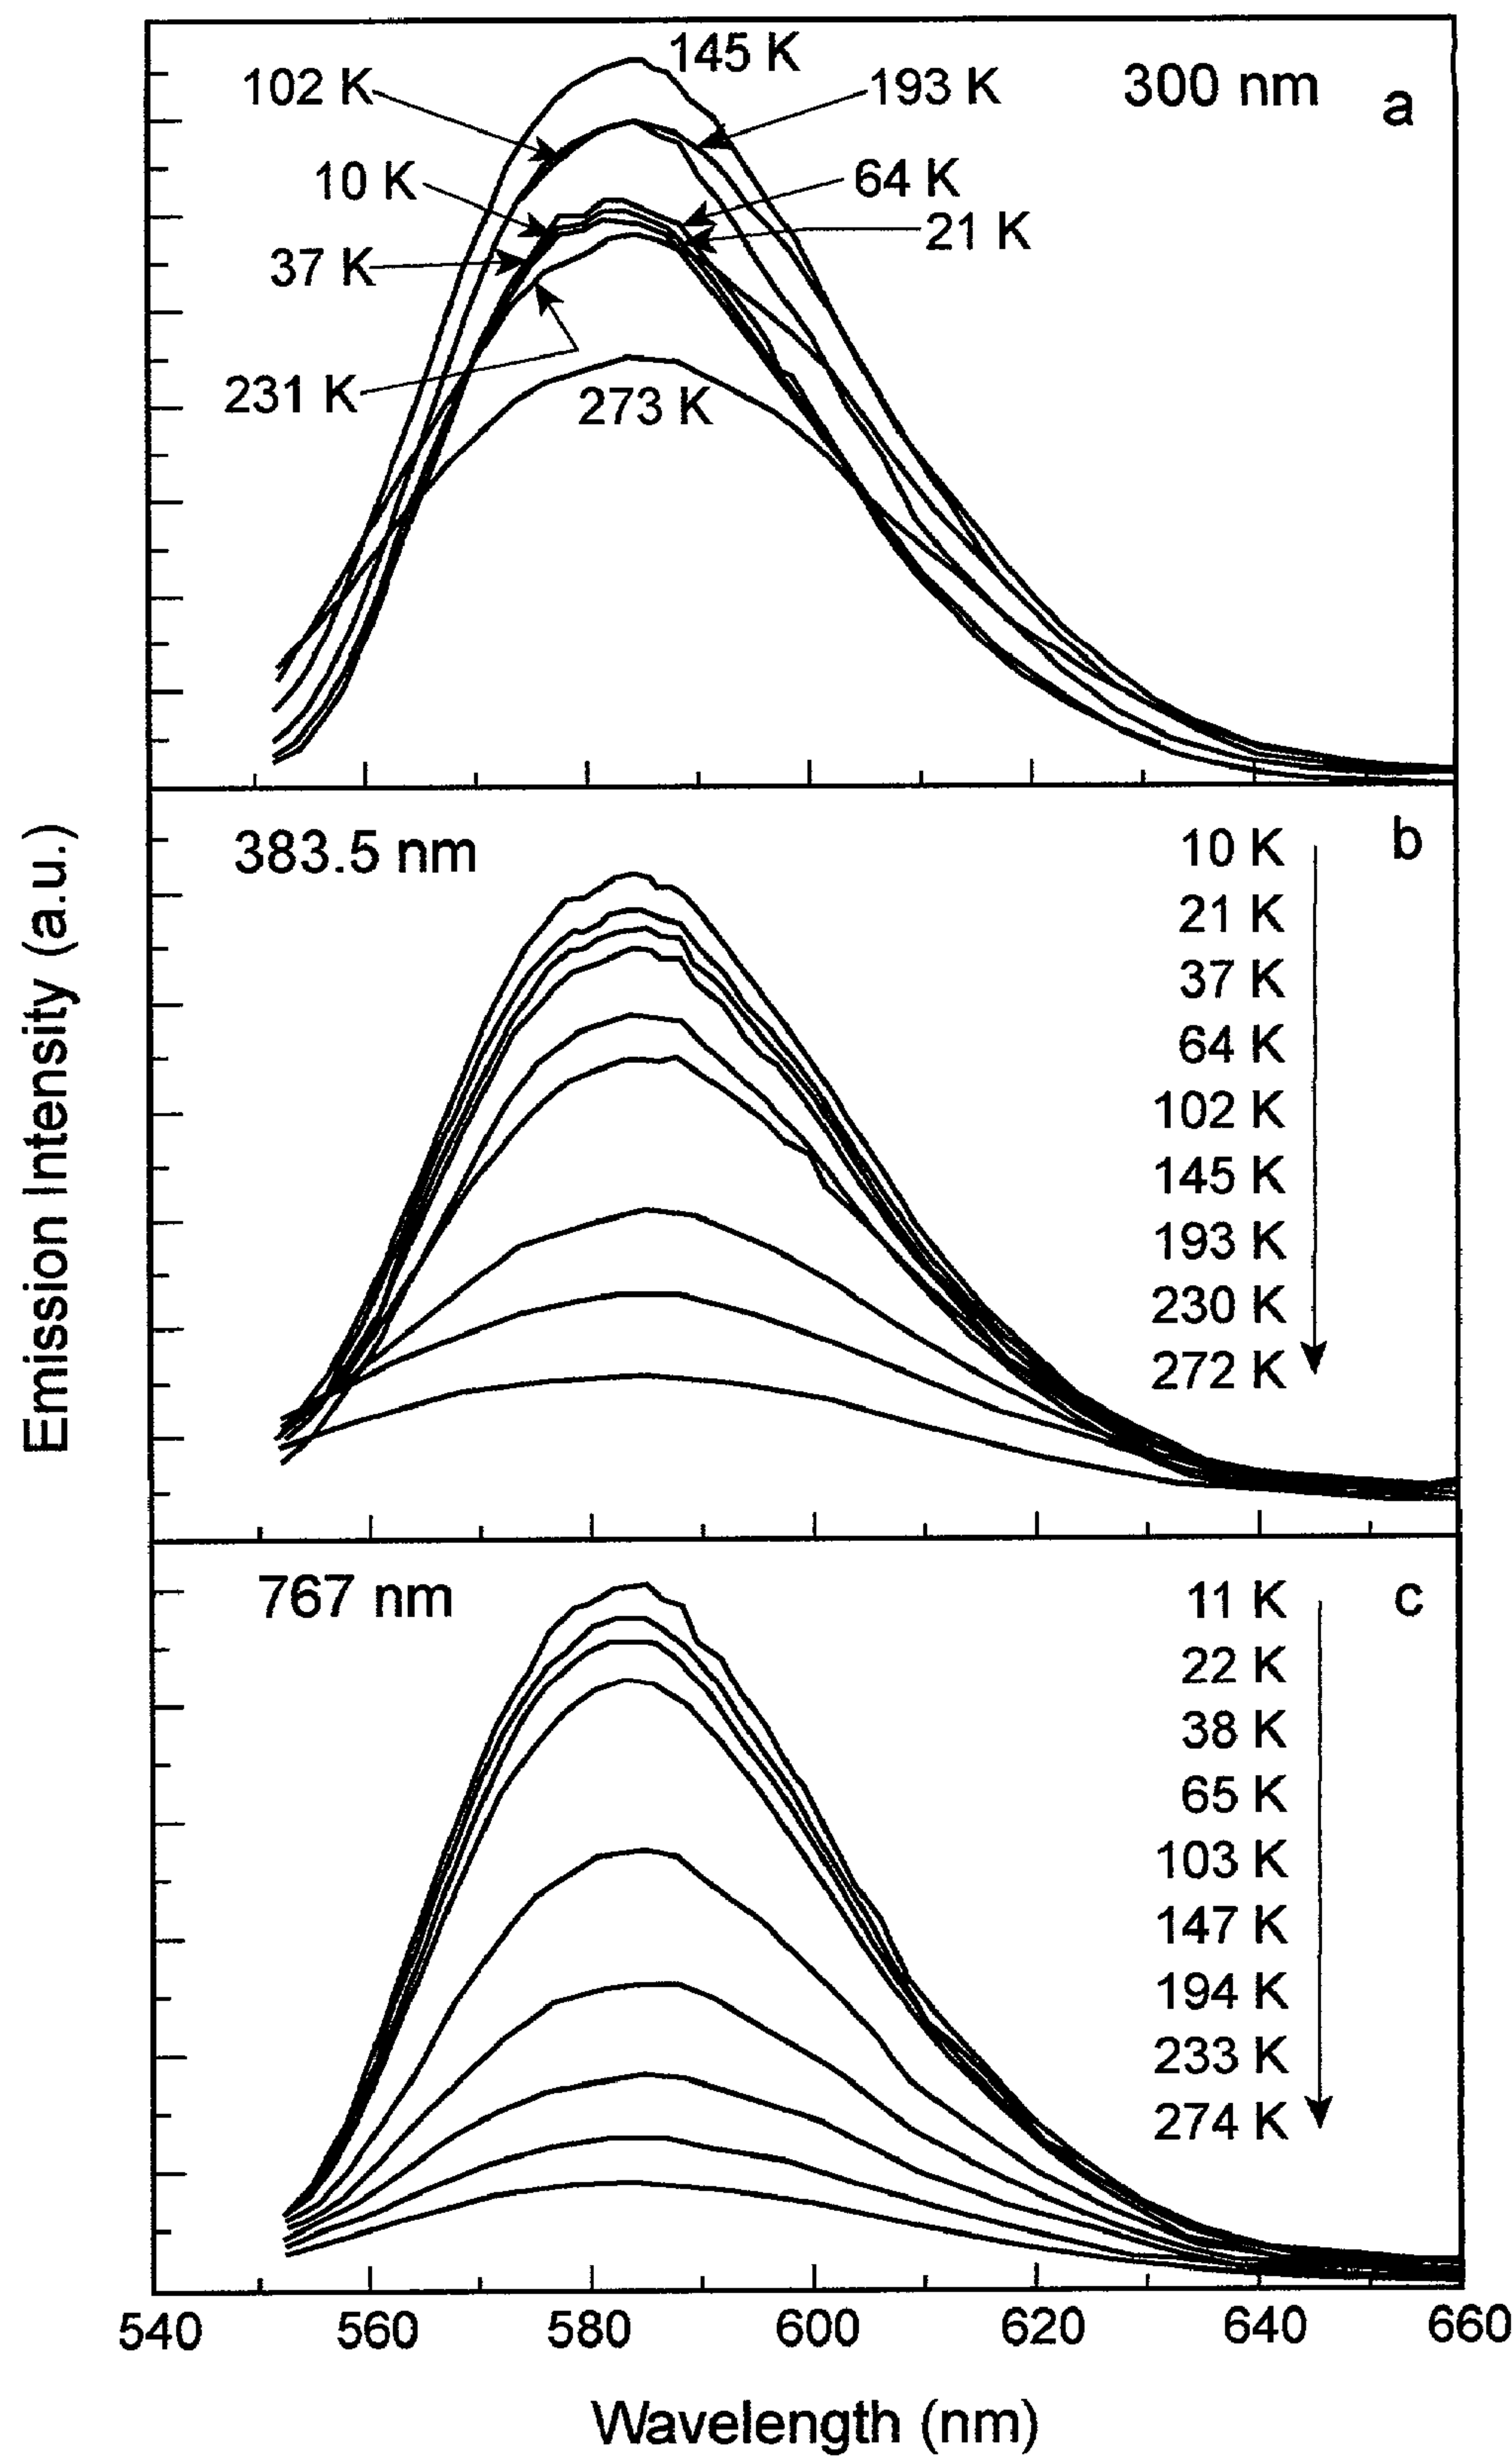 145 K
102 K
193 K
300 nm
a
10 K
64 K
21 K
37 K
231 K
273 K
Emission Intensity (a.u.)
383.5 nm
b
10 K
21 K
37 K
64 K
102 K
145 K
193 K
230 K
272 K
767 nm
c
11 K
22 K
38 K
65 K
103 K
147 K
194 K
233 K
274 K
540 560 580 600 620 640 660
Wavelength (nm)